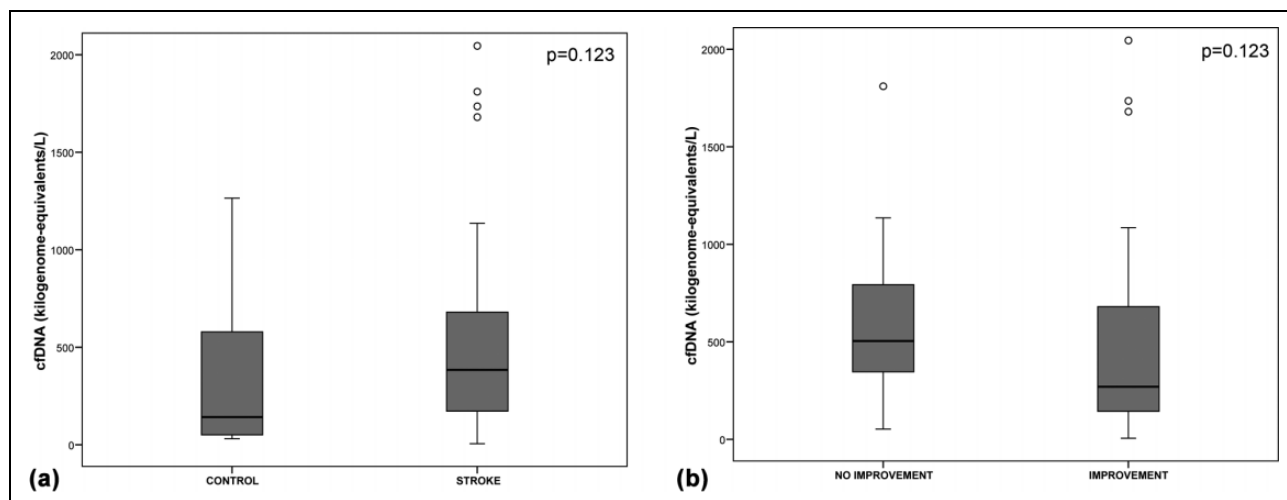 p=0.123
cfDNA (kilogenome-equivalents/L)
2000
1500
1000
500
0
CONTROL STROKE
(a)
p=0.123
cfDNA (kilogenome-equivalents/L)
2000
1500
1000
500
0
NO IMPROVEMENT IMPROVEMENT
(b)